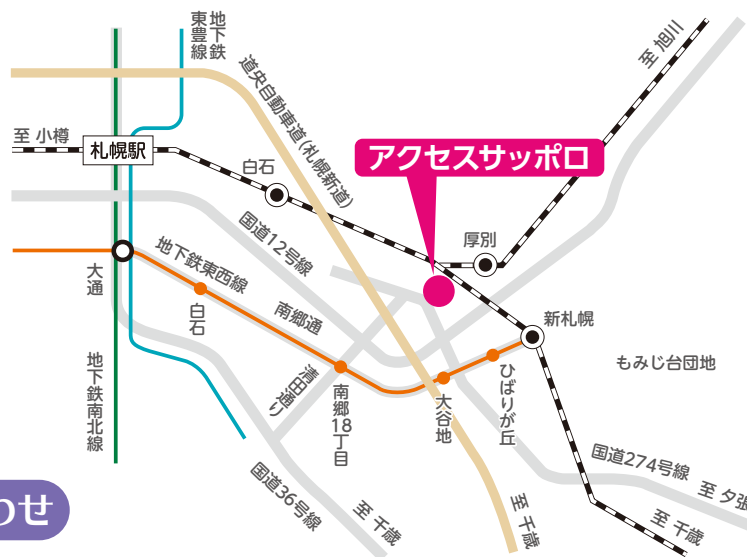 地下鉄
東豊線
至 旭川
道央自動車道(札幌新道)
至 小樽
札幌駅
アクセスサッポロ
白石
国道12号線
厚別
地下鉄東西線
大通
白石
南郷通
新札幌
もみじ台団地
地下鉄南北線
清田通り
南郷18丁目
大谷地
ひばりが丘
国道274号線
至 夕張
国道36号線
至 千歳
至 千歳
至 千歳
わせ